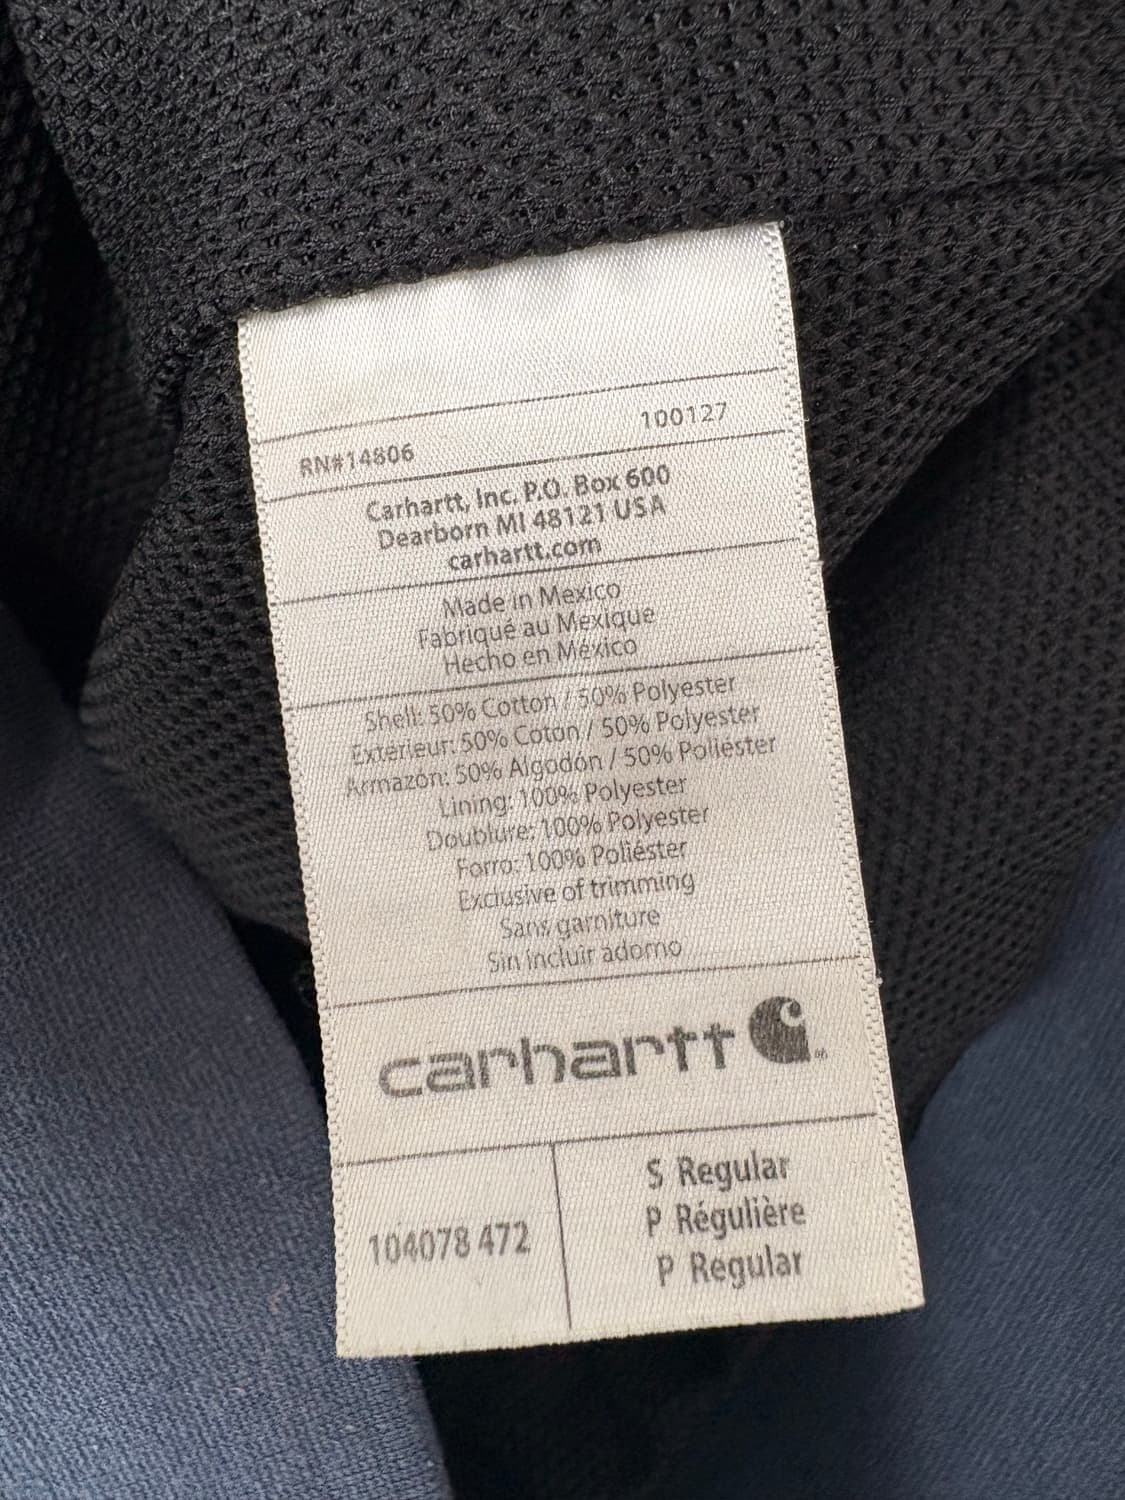 100127
RN#14806
Carhartt, Inc. P.O. Box 600
Dearborn MI 48121 USA
carhartt.com
Made in Mexico
Fabriqué au Mexique
Hecho en México
Shell: 50% Cotton / 50% Polyester
Extérieur: 50% Coton / 50% Polyester
Armazón: 50% Algodón / 50% Poliéster
Lining: 100% Polyester
Doublure: 100% Polyester
Forro: 100% Poliéster
Exclusive of trimming
Sans garniture
Sin incluir adorno
carhartt
104078 472
S Regular
P Régulière
P Regular